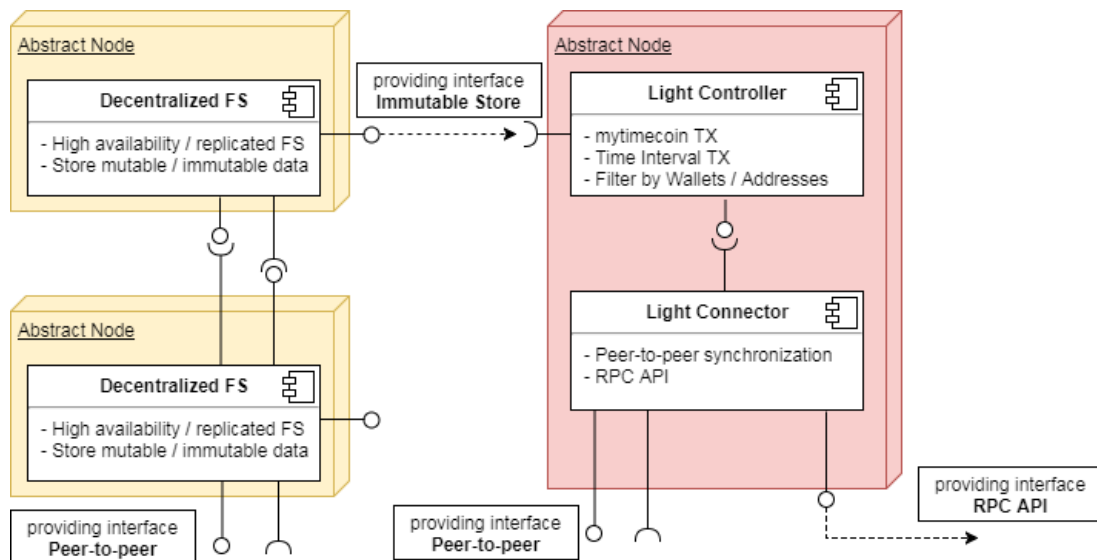 Abstract Node
Decentralized FS
- High availability / replicated FS
- Store mutable / immutable data
providing interface
Immutable Store
Abstract Node
Light Controller
- mytimecoin TX
- Time Interval TX
- Filter by Wallets / Addresses
Abstract Node
Decentralized FS
- High availability / replicated FS
- Store mutable / immutable data
Light Connector
- Peer-to-peer synchronization
- RPC API
providing interface
Peer-to-peer
providing interface
Peer-to-peer
providing interface
RPC API